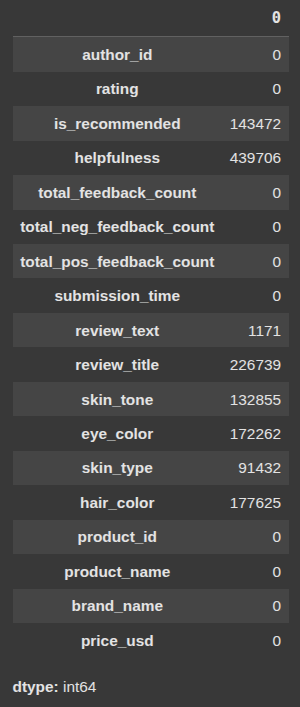 0
author_id 0
rating 0
is_recommended 143472
helpfulness 439706
total_feedback_count 0
total_neg_feedback_count 0
total_pos_feedback_count 0
submission_time 0
review_text 1171
review_title 226739
skin_tone 132855
eye_color 172262
skin_type 91432
hair_color 177625
product_id 0
product_name 0
brand_name 0
price_usd 0
dtype: int64